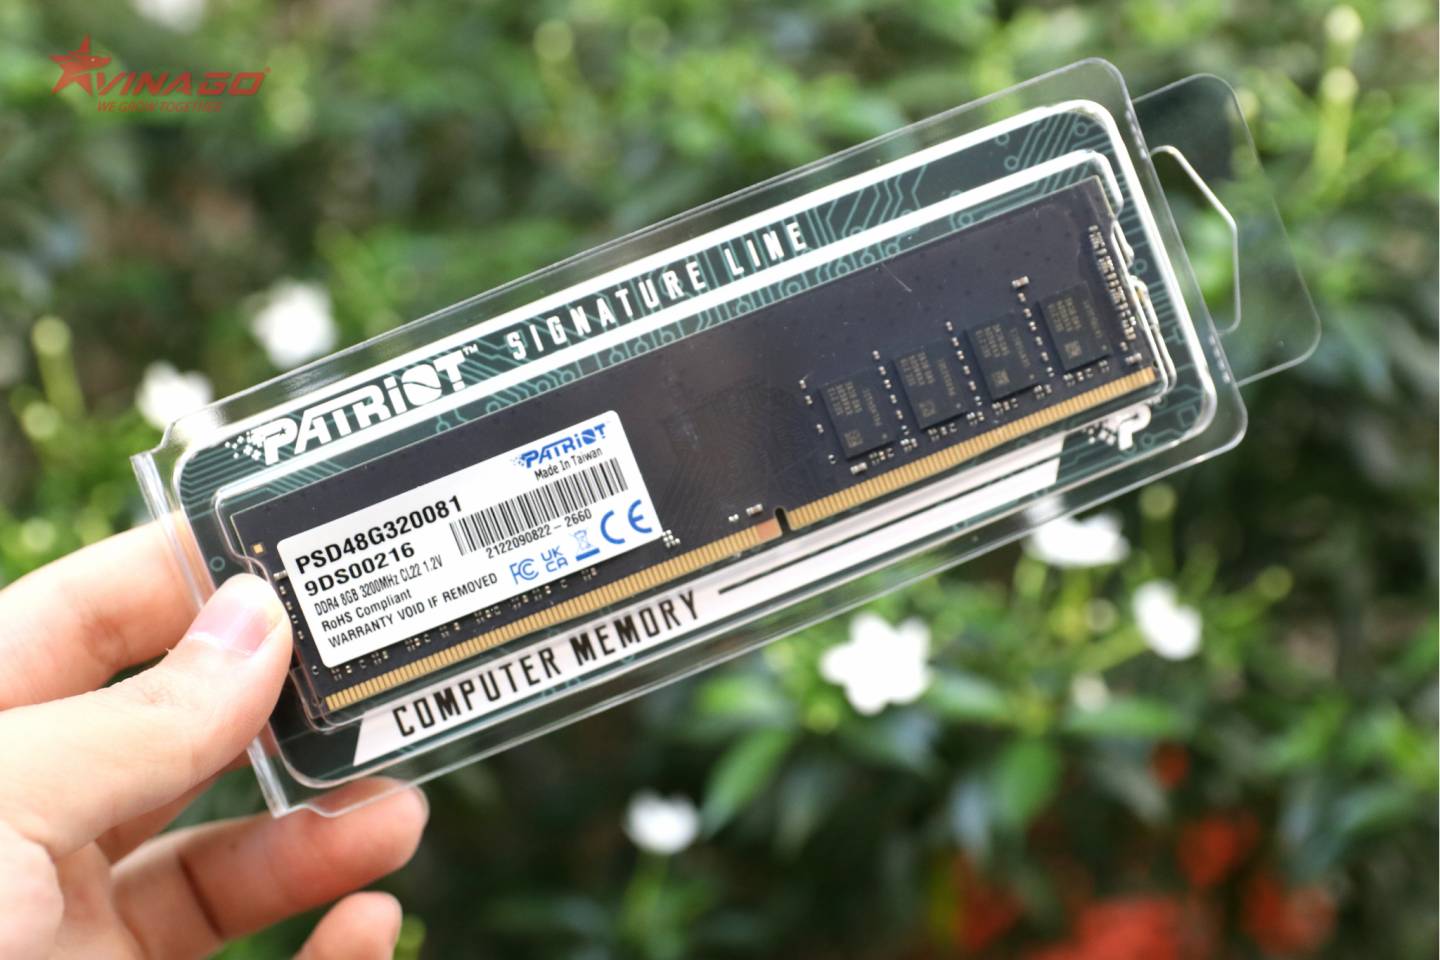 VINAGO
WE GROW TOGETHER
PATRIOT™ SIGNATURE LINE
PATRIOT
Made In Taiwan
PSD48G320081
9DS00216
2122090822 - 2660
DDR4 8GB 3200MHz CL22 1.2V
RoHS Compliant
WARRANTY VOID IF REMOVED
FC UK CA CE
COMPUTER MEMORY
P